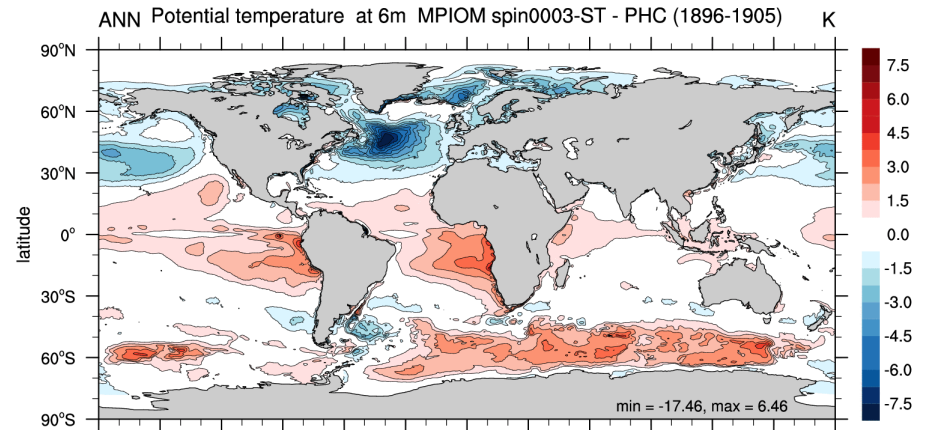 ANN Potential temperature at 6m MPIOM spin0003-ST - PHC (1896-1905) K
90°N
60°N
30°N
0°
30°S
60°S
90°S
latitude
min = -17.46, max = 6.46
7.5
6.0
4.5
3.0
1.5
0.0
-1.5
-3.0
-4.5
-6.0
-7.5